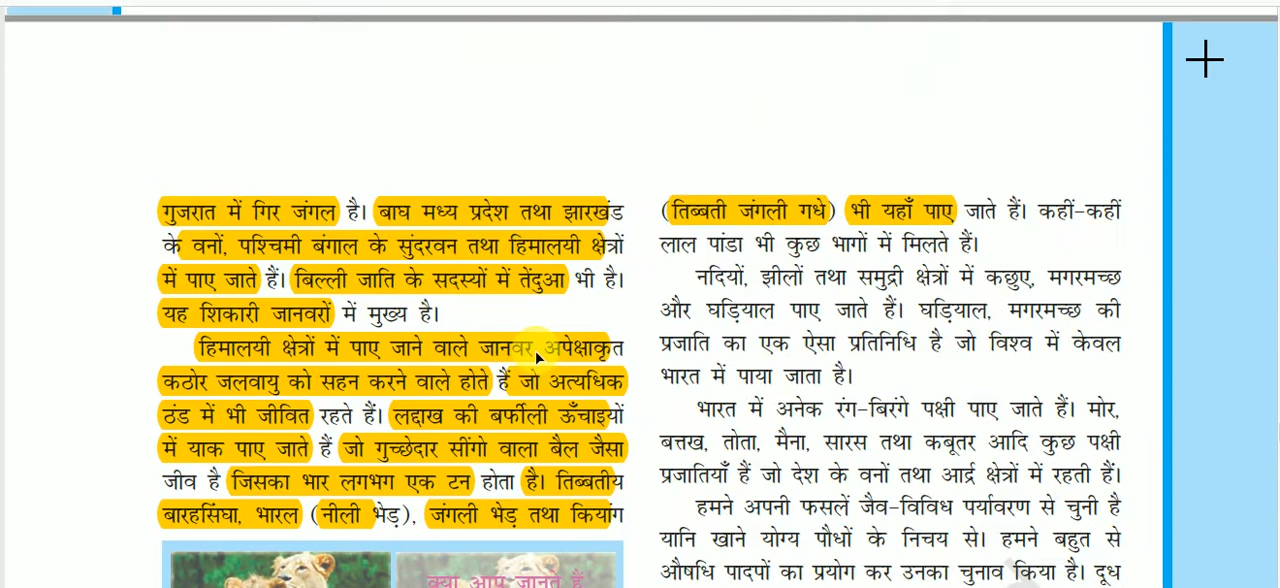 गुजरात में गिर जंगल है। बाघ मध्य प्रदेश तथा झारखंड
के वनों, पश्चिमी बंगाल के सुंदरवन तथा हिमालयी क्षेत्रों
में पाए जाते हैं। बिल्ली जाति के सदस्यों में तेंदुआ भी है।
यह शिकारी जानवरों में मुख्य है।
हिमालयी क्षेत्रों में पाए जाने वाले जानवर अपेक्षाकृत
कठोर जलवायु को सहन करने वाले होते हैं जो अत्यधिक
ठंड में भी जीवित रहते हैं। लद्दाख की बर्फीली ऊँचाइयों
में याक पाए जाते हैं जो गुच्छेदार सींगो वाला बैल जैसा
जीव है जिसका भार लगभग एक टन होता है। तिब्बतीय
बारहसिंघा, भारल (नीली भेड़), जंगली भेड़ तथा कियांग
क्या आप जानते हैं
(तिब्बती जंगली गधे) भी यहाँ पाए जाते हैं। कहीं-कहीं
लाल पांडा भी कुछ भागों में मिलते हैं।
नदियों, झीलों तथा समुद्री क्षेत्रों में कछुए, मगरमच्छ
और घड़ियाल पाए जाते हैं। घड़ियाल, मगरमच्छ की
प्रजाति का एक ऐसा प्रतिनिधि है जो विश्व में केवल
भारत में पाया जाता है।
भारत में अनेक रंग-बिरंगे पक्षी पाए जाते हैं। मोर,
बत्तख, तोता, मैना, सारस तथा कबूतर आदि कुछ पक्षी
प्रजातियाँ हैं जो देश के वनों तथा आर्द्र क्षेत्रों में रहती हैं।
हमने अपनी फसलें जैव-विविध पर्यावरण से चुनी है
यानि खाने योग्य पौधों के निचय से। हमने बहुत से
औषधि पादपों का प्रयोग कर उनका चुनाव किया है। दूध